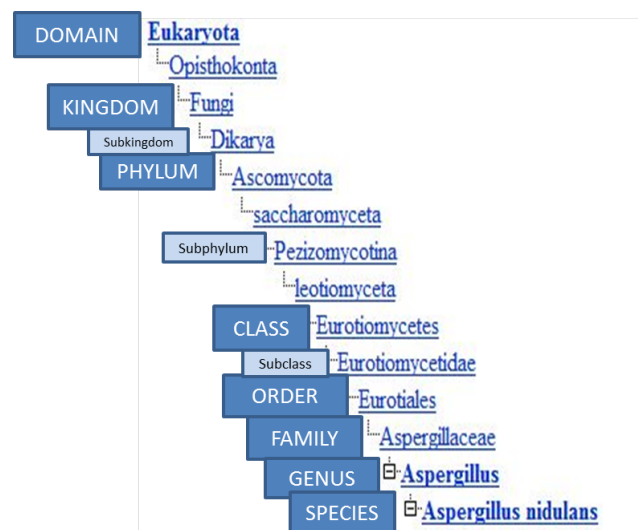 DOMAIN Eukaryota
Opisthokonta
KINGDOM Fungi
Subkingdom Dikarya
PHYLUM Ascomycota
saccharomyceta
Subphylum Pezizomycotina
leotiomyceta
CLASS Eurotiomycetes
Subclass Eurotiomycetidae
ORDER Eurotiales
FAMILY Aspergillaceae
GENUS Aspergillus
SPECIES Aspergillus nidulans